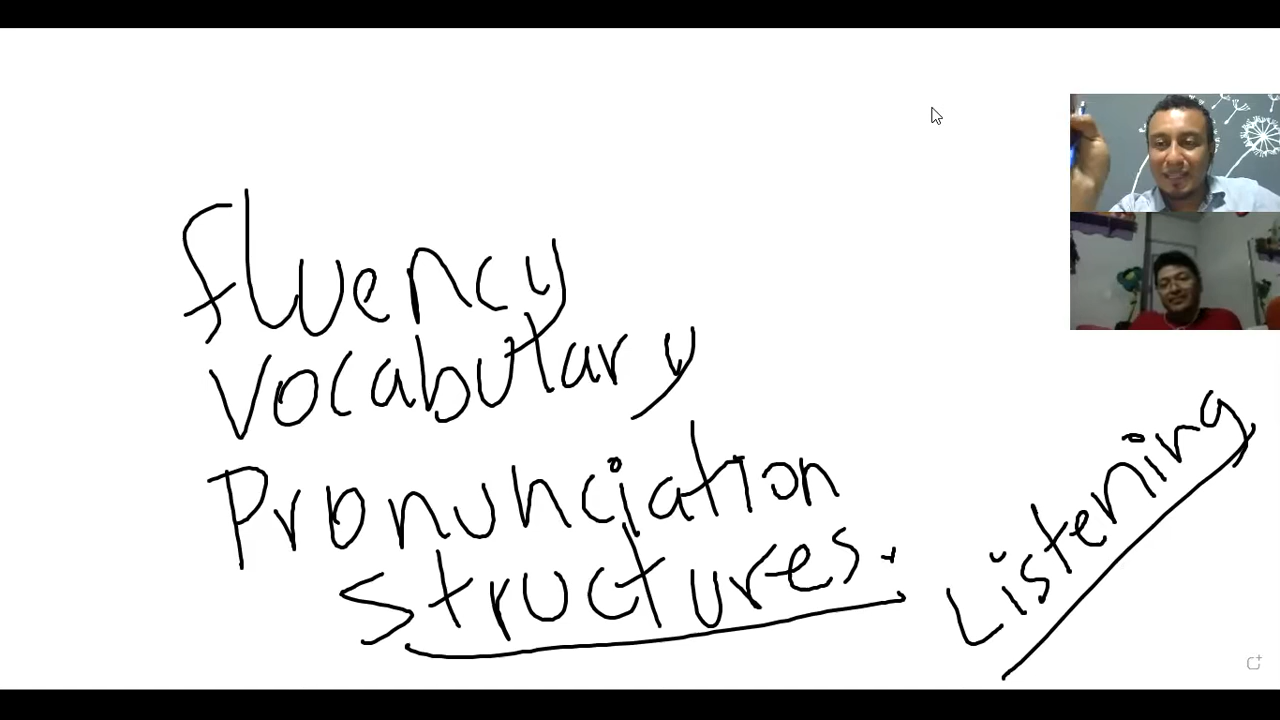 fluency
vocabulary
Pronunciation
structures.
Listening